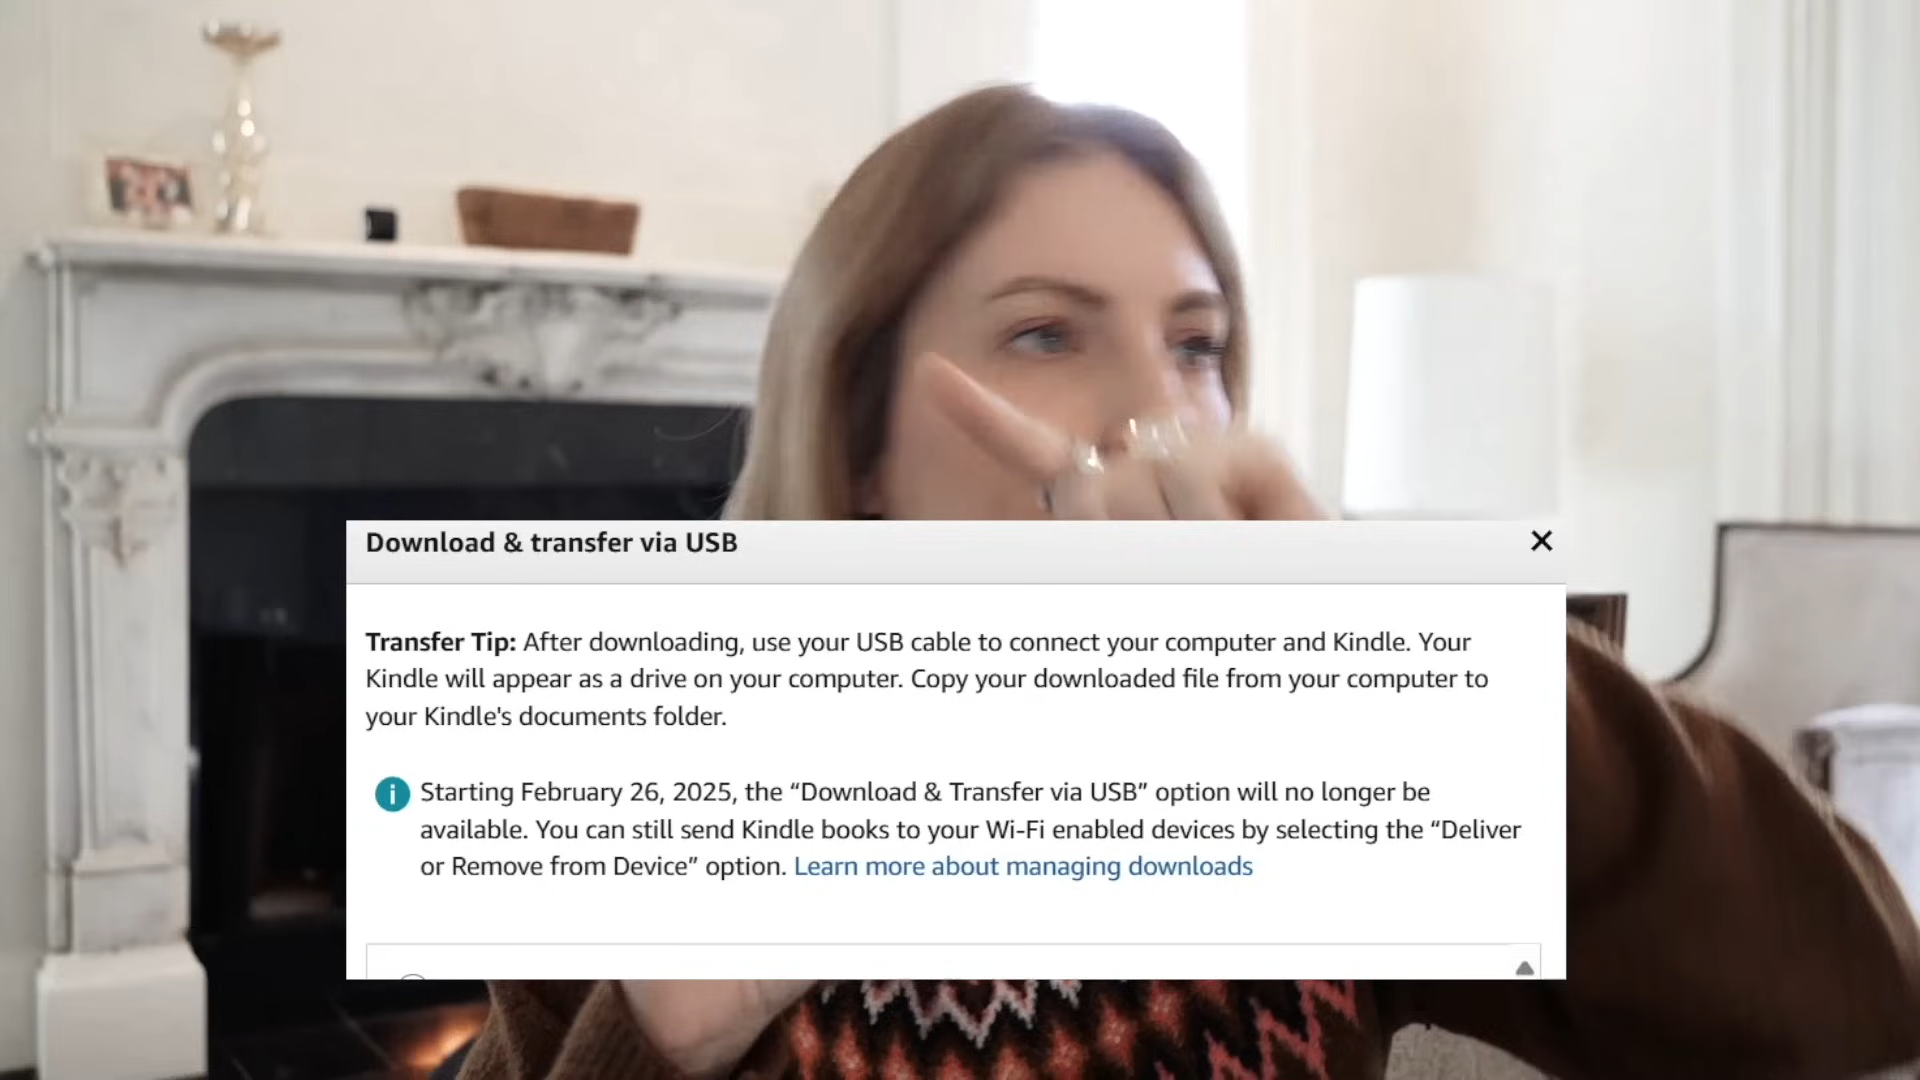 Download & transfer via USB
Transfer Tip: After downloading, use your USB cable to connect your computer and Kindle. Your
Kindle will appear as a drive on your computer. Copy your downloaded file from your computer to
your Kindle's documents folder.
Starting February 26, 2025, the “Download & Transfer via USB” option will no longer be
available. You can still send Kindle books to your Wi-Fi enabled devices by selecting the “Deliver
or Remove from Device” option. Learn more about managing downloads